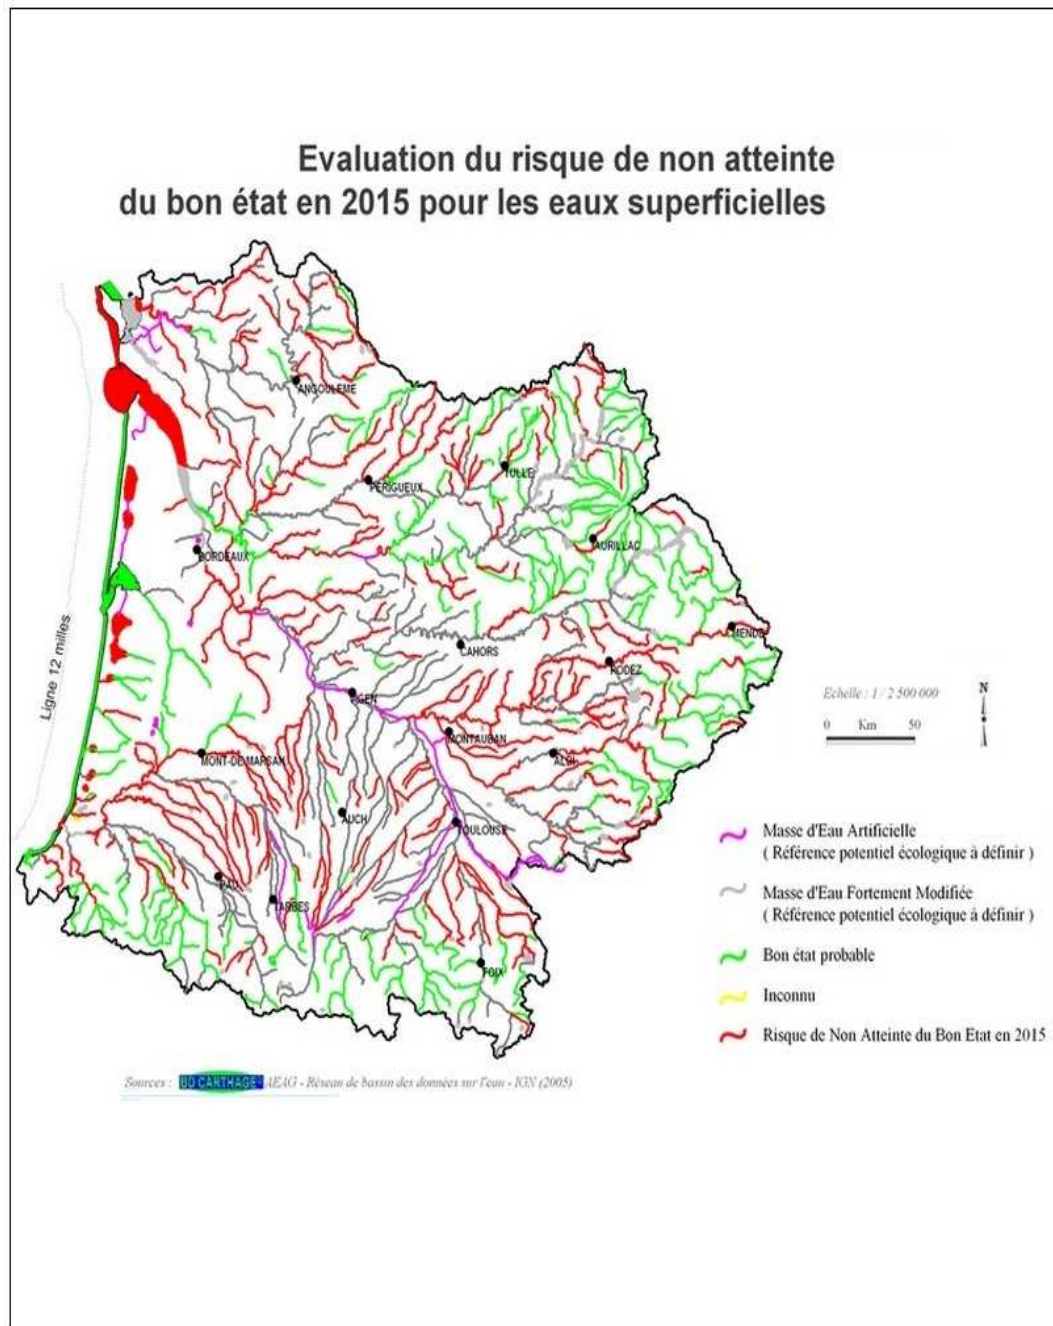 Evaluation du risque de non atteinte
du bon état en 2015 pour les eaux superficielles
Ligne 12 milles
ANGOULEME
PÉRIGUEUX
TULLE
BORDEAUX
AURILLAC
MENDE
CAHORS
RODEZ
AGEN
MONTAUBAN
ALBI
MONT-DE-MARSAN
AUCH
TOULOUSE
PAU
TARBES
FOIX
Echelle : 1 / 2 500 000
N
0 Km 50
Masse d'Eau Artificielle
( Référence potentiel écologique à définir )
Masse d'Eau Fortement Modifiée
( Référence potentiel écologique à définir )
Bon état probable
Inconnu
Risque de Non Atteinte du Bon Etat en 2015
Sources : BD CARTHAGE - AEAG - Réseau de bassin des données sur l'eau - IGN (2005)